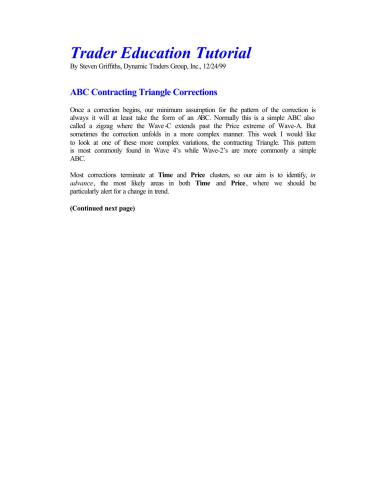 Trader Education Tutorial
By Steven Griffiths, Dynamic Traders Group, Inc., 12/24/99
ABC Contracting Triangle Corrections
Once a correction begins, our minimum assumption for the pattern of the correction is
always it will at least take the form of an ABC. Normally this is a simple ABC also
called a zigzag where the Wave-C extends past the Price extreme of Wave-A. But
sometimes the correction unfolds in a more complex manner. This week I would like
to look at one of these more complex variations, the contracting Triangle. This pattern
is most commonly found in Wave 4's while Wave-2's are more commonly a simple
ABC.
Most corrections terminate at Time and Price clusters, so our aim is to identify, in
advance, the most likely areas in both Time and Price, where we should be
particularly alert for a change in trend.
(Continued next page)